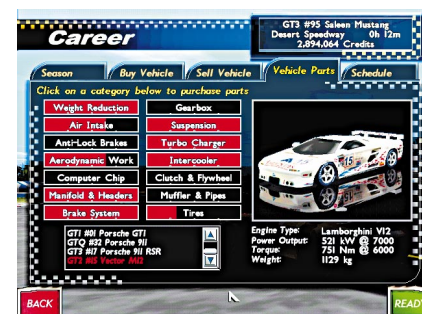 Career
GT3 #95 Saleen Mustang
Desert Speedway 0h 12m
2,894,064 Credits
Season
Buy Vehicle
Sell Vehicle
Vehicle Parts
Schedule
Click on a category below to purchase parts
Weight Reduction
Gearbox
Air Intake
Suspension
Anti-Lock Brakes
Turbo Charger
Aerodynamic Work
Intercooler
Computer Chip
Clutch & Flywheel
Manifold & Headers
Muffler & Pipes
Brake System
Tires
GT1 #01 Porsche GT1
GTQ #32 Porsche 911
GT3 #17 Porsche 911 RSR
GT2 #15 Vector M12
Engine Type: Lamborghini V12
Power Output: 521 kW @ 7000
Torque: 751 Nm @ 6000
Weight: 1129 kg
BACK
READY